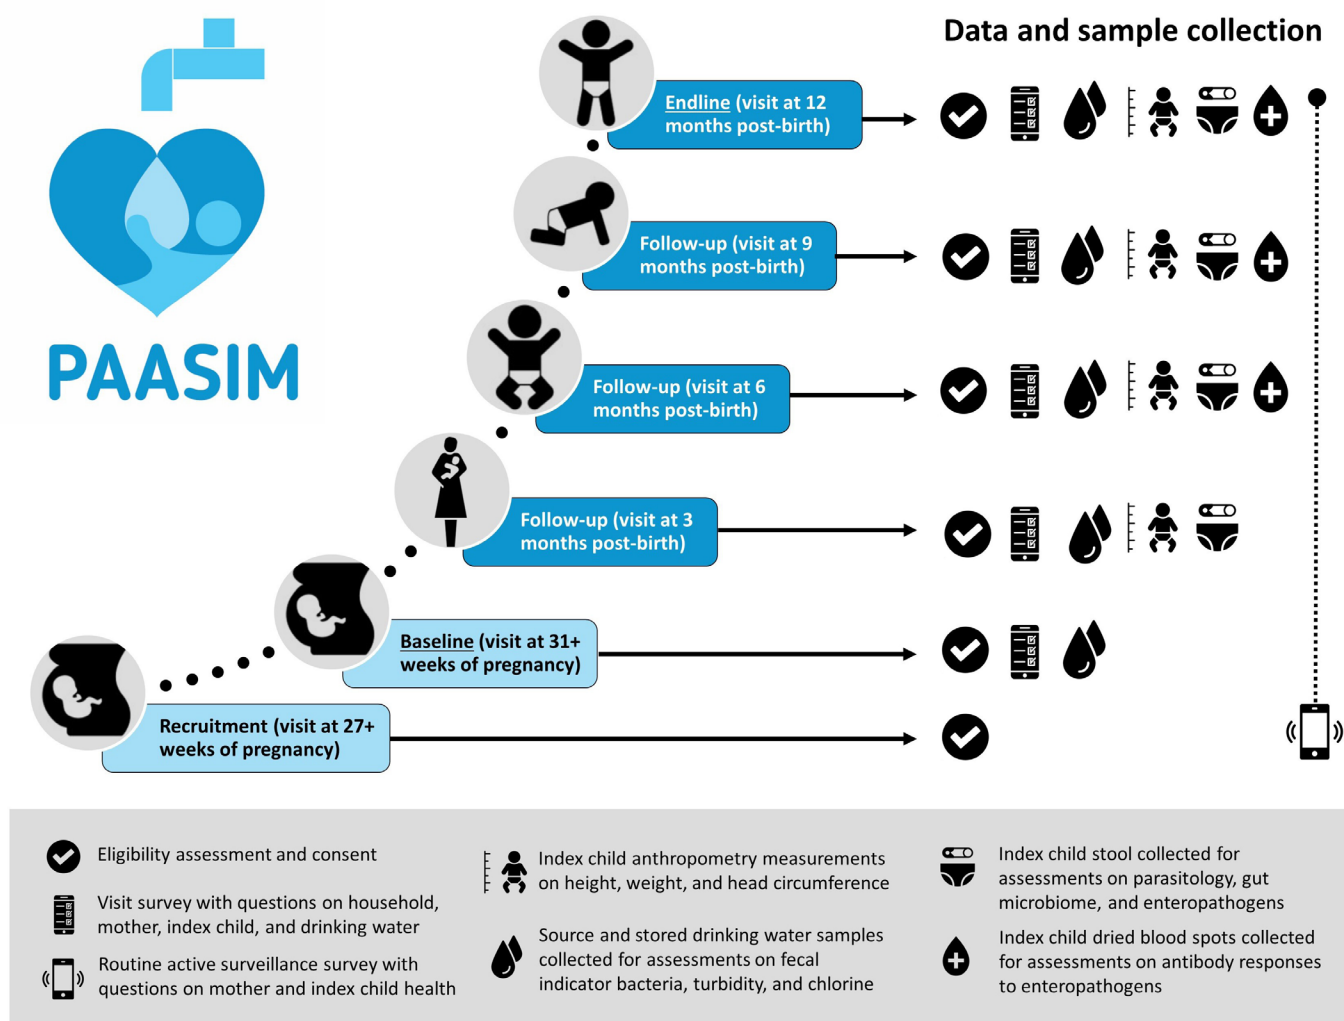 Data and sample collection
PAASIM
Endline (visit at 12
months post-birth)
Follow-up (visit at 9
months post-birth)
Follow-up (visit at 6
months post-birth)
Follow-up (visit at 3
months post-birth)
Baseline (visit at 31+
weeks of pregnancy)
Recruitment (visit at 27+
weeks of pregnancy)
Eligibility assessment and consent
Visit survey with questions on household,
mother, index child, and drinking water
Routine active surveillance survey with
questions on mother and index child health
Index child anthropometry measurements
on height, weight, and head circumference
Source and stored drinking water samples
collected for assessments on fecal
indicator bacteria, turbidity, and chlorine
Index child stool collected for
assessments on parasitology, gut
microbiome, and enteropathogens
Index child dried blood spots collected
for assessments on antibody responses
to enteropathogens